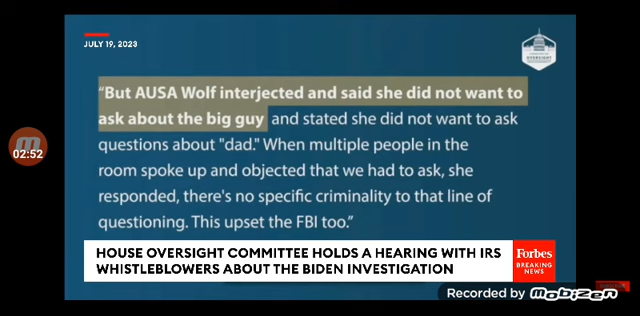 JULY 19, 2023
"But AUSA Wolf interjected and said she did not want to
ask about the big guy and stated she did not want to ask
questions about "dad." When multiple people in the
room spoke up and objected that we had to ask, she
responded, there's no specific criminality to that line of
questioning. This upset the FBI too."
02:52
HOUSE OVERSIGHT COMMITTEE HOLDS A HEARING WITH IRS
WHISTLEBLOWERS ABOUT THE BIDEN INVESTIGATION
Forbes
BREAKING
NEWS
Recorded by mobizen